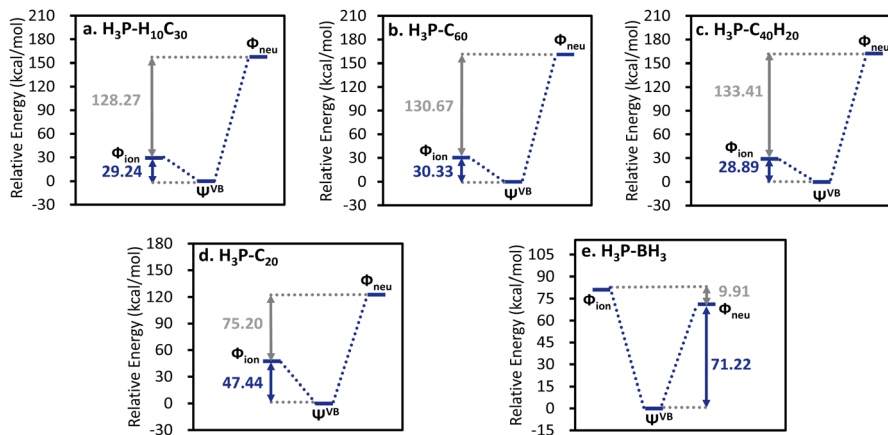 a. H₃P-H₁₀C₃₀
Relative Energy (kcal/mol)
210
180
150
120
90
60
30
0
-30
Φneu
128.27
Φion
29.24
Ψ^VB
b. H₃P-C₆₀
Relative Energy (kcal/mol)
210
180
150
120
90
60
30
0
-30
Φneu
130.67
Φion
30.33
Ψ^VB
c. H₃P-C₄₀H₂₀
Relative Energy (kcal/mol)
210
180
150
120
90
60
30
0
-30
Φneu
133.41
Φion
28.89
Ψ^VB
d. H₃P-C₂₀
Relative Energy (kcal/mol)
180
150
120
90
60
30
0
-30
Φneu
75.20
Φion
47.44
Ψ^VB
e. H₃P-BH₃
Relative Energy (kcal/mol)
105
90
75
60
45
30
15
0
-15
9.91
Φion
Φneu
71.22
Ψ^VB